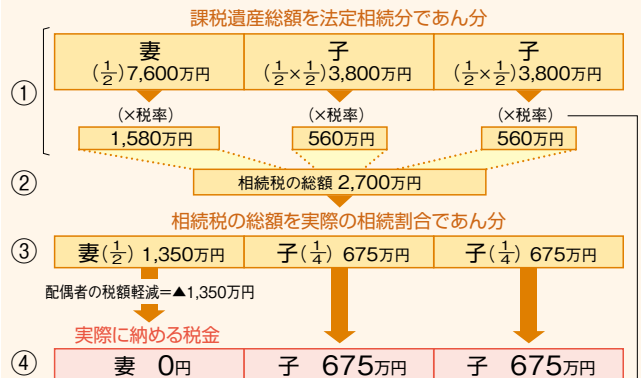 課税遺産総額を法定相続分であん分
① 妻 子 子
(1/2)7,600万円 (1/2×1/2)3,800万円 (1/2×1/2)3,800万円
(×税率) (×税率) (×税率)
1,580万円 560万円 560万円
② 相続税の総額 2,700万円
相続税の総額を実際の相続割合であん分
③ 妻(1/2) 1,350万円 子(1/4) 675万円 子(1/4) 675万円
配偶者の税額軽減=▲1,350万円
実際に納める税金
④ 妻 0円 子 675万円 子 675万円